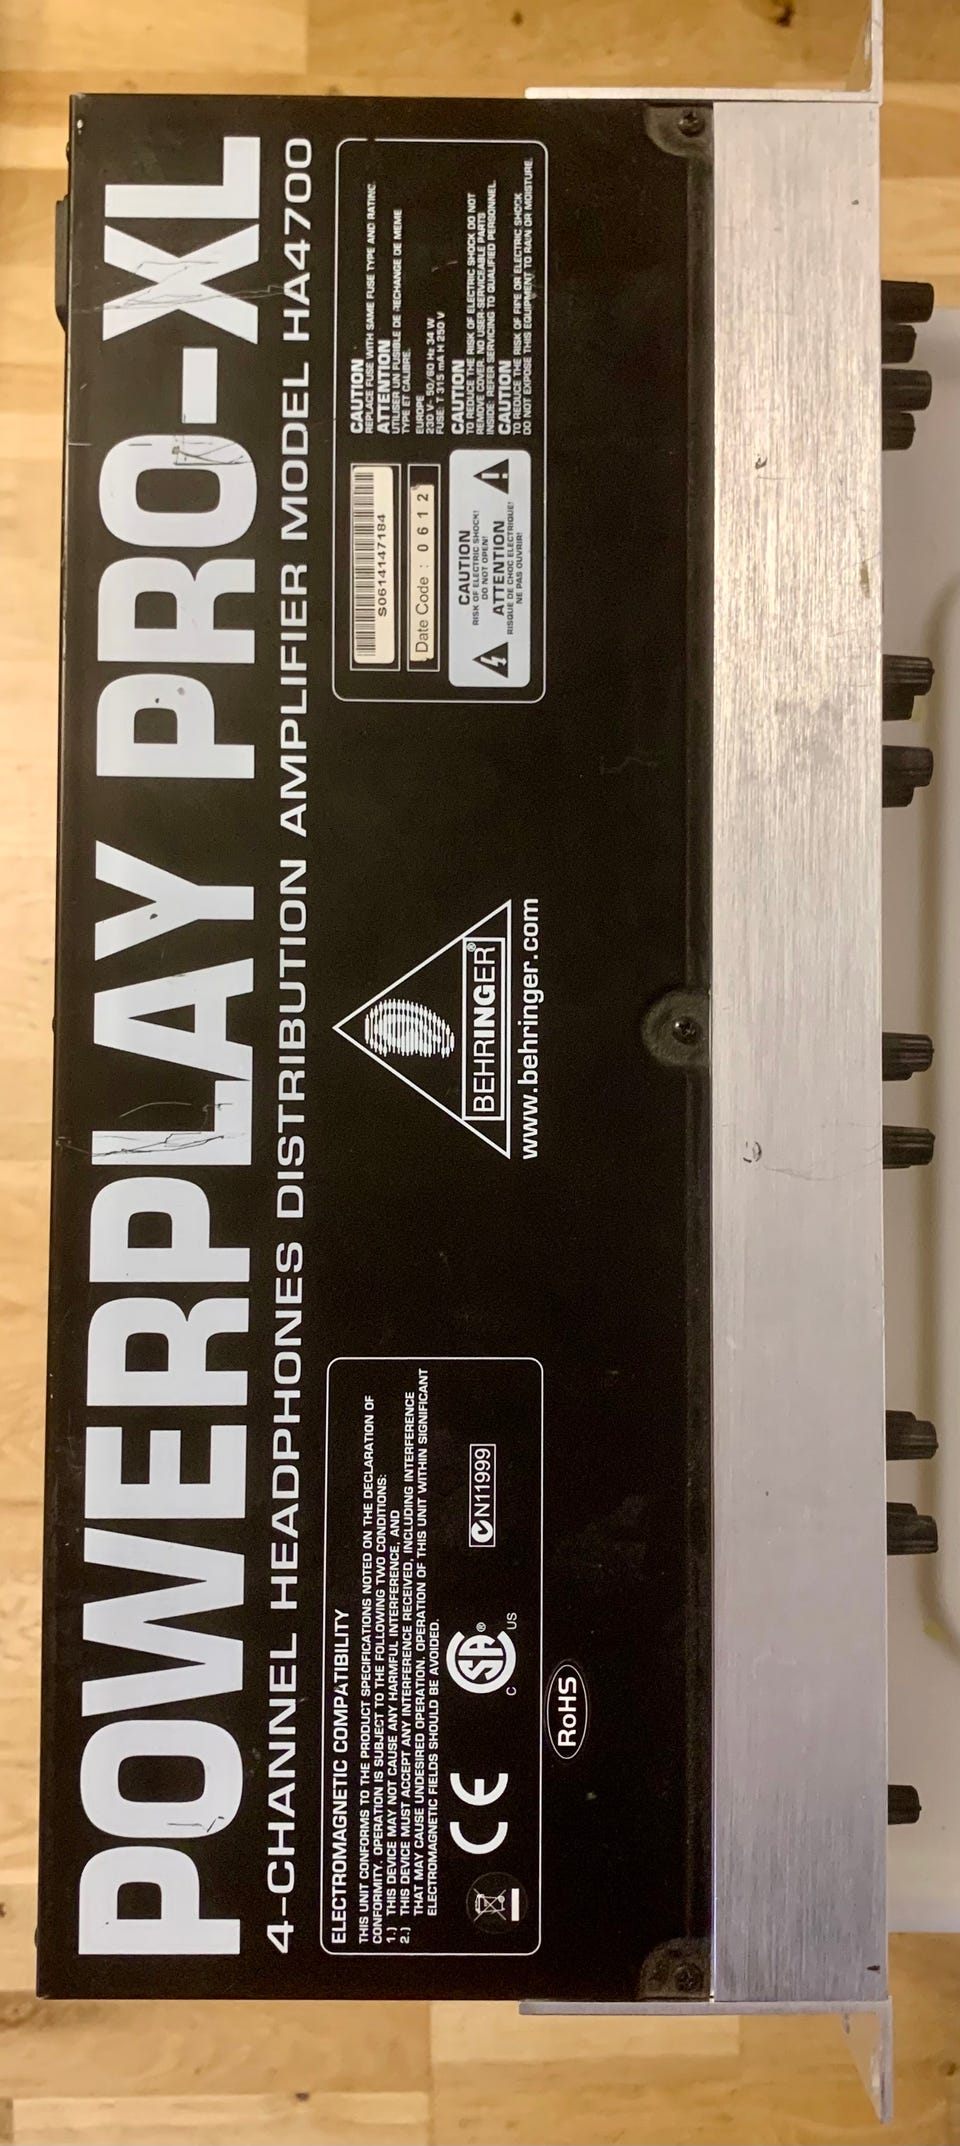 POWERPLAY PRO-XL
4-CHANNEL HEADPHONES DISTRIBUTION AMPLIFIER MODEL HA4700
ELECTROMAGNETIC COMPATIBILITY
THIS UNIT CONFORMS TO THE PRODUCT SPECIFICATIONS NOTED ON THE DECLARATION OF
CONFORMITY. OPERATION IS SUBJECT TO THE FOLLOWING TWO CONDITIONS:
1.) THIS DEVICE MAY NOT CAUSE ANY HARMFUL INTERFERENCE, AND
2.) THIS DEVICE MUST ACCEPT ANY INTERFERENCE RECEIVED, INCLUDING INTERFERENCE
THAT MAY CAUSE UNDESIRED OPERATION. OPERATION OF THIS UNIT WITHIN SIGNIFICANT
ELECTROMAGNETIC FIELDS SHOULD BE AVOIDED.
CE
C SA® US
N11999
RoHS
BEHRINGER®
www.behringer.com
S0614147184
Date Code : 0 6 1 2
CAUTION
RISK OF ELECTRIC SHOCK!
DO NOT OPEN!
ATTENTION
RISQUE DE CHOC ELECTRIQUE!
NE PAS OUVRIR!
CAUTION
REPLACE FUSE WITH SAME FUSE TYPE AND RATING.
ATTENTION
UTILISER UN FUSIBLE DE RECHANGE DE MEME
TYPE ET CALIBRE.
EUROPE
230 V~ 50/60 Hz 34 W
FUSE: T 315 mA H 250 V
CAUTION
TO REDUCE THE RISK OF ELECTRIC SHOCK DO NOT
REMOVE COVER. NO USER-SERVICEABLE PARTS
INSIDE. REFER SERVICING TO QUALIFIED PERSONNEL.
CAUTION
TO REDUCE THE RISK OF FIRE OR ELECTRIC SHOCK
DO NOT EXPOSE THIS EQUIPMENT TO RAIN OR MOISTURE.